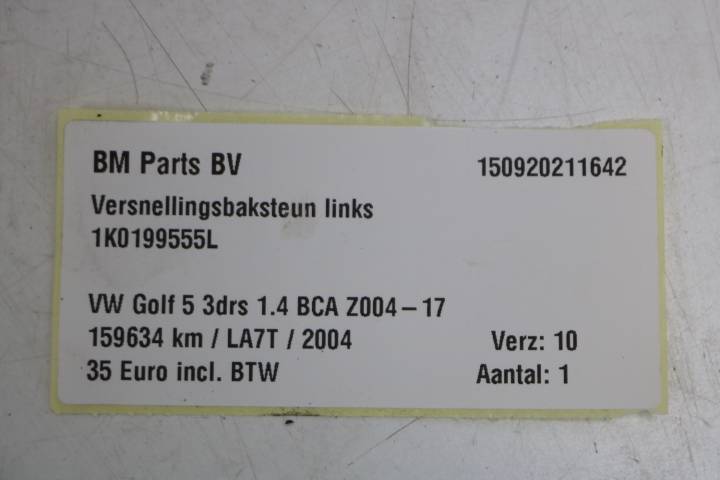 BM Parts BV 150920211642
Versnellingsbaksteun links
1K0199555L
VW Golf 5 3drs 1.4 BCA Z004-17
159634 km / LA7T / 2004 Verz: 10
35 Euro incl. BTW Aantal: 1